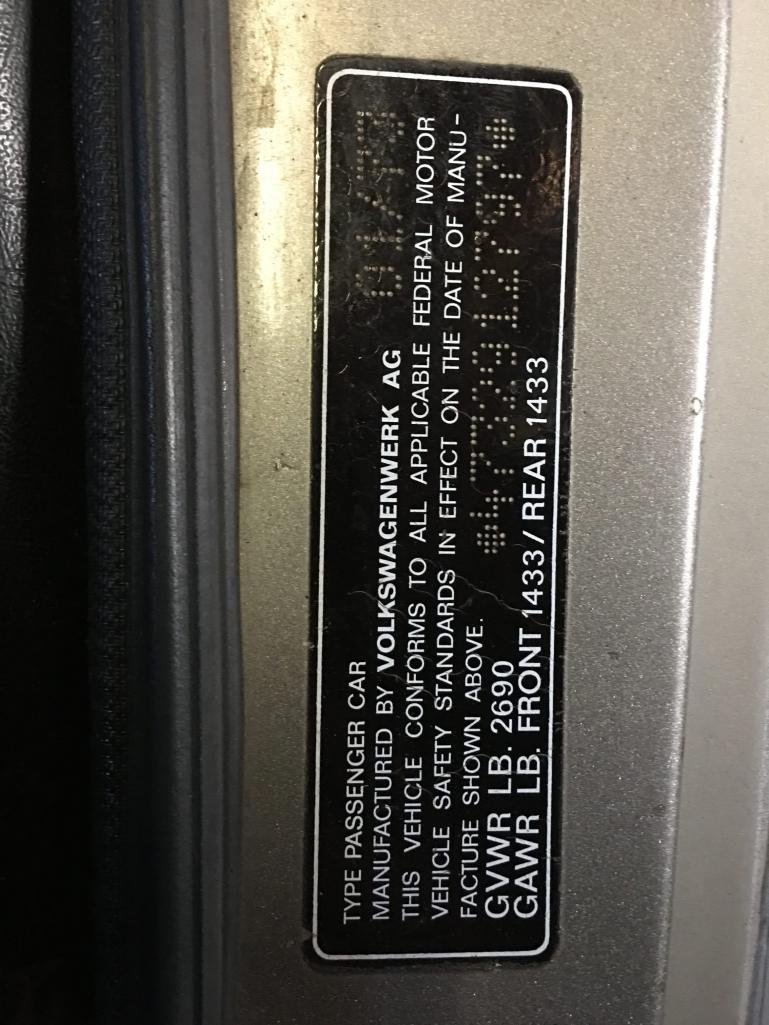 TYPE PASSENGER CAR
MANUFACTURED BY VOLKSWAGENWERK AG
THIS VEHICLE CONFORMS TO ALL APPLICABLE FEDERAL MOTOR
VEHICLE SAFETY STANDARDS IN EFFECT ON THE DATE OF MANU-
FACTURE SHOWN ABOVE.
GVWR LB. 2690
GAWR LB. FRONT 1433/ REAR 1433